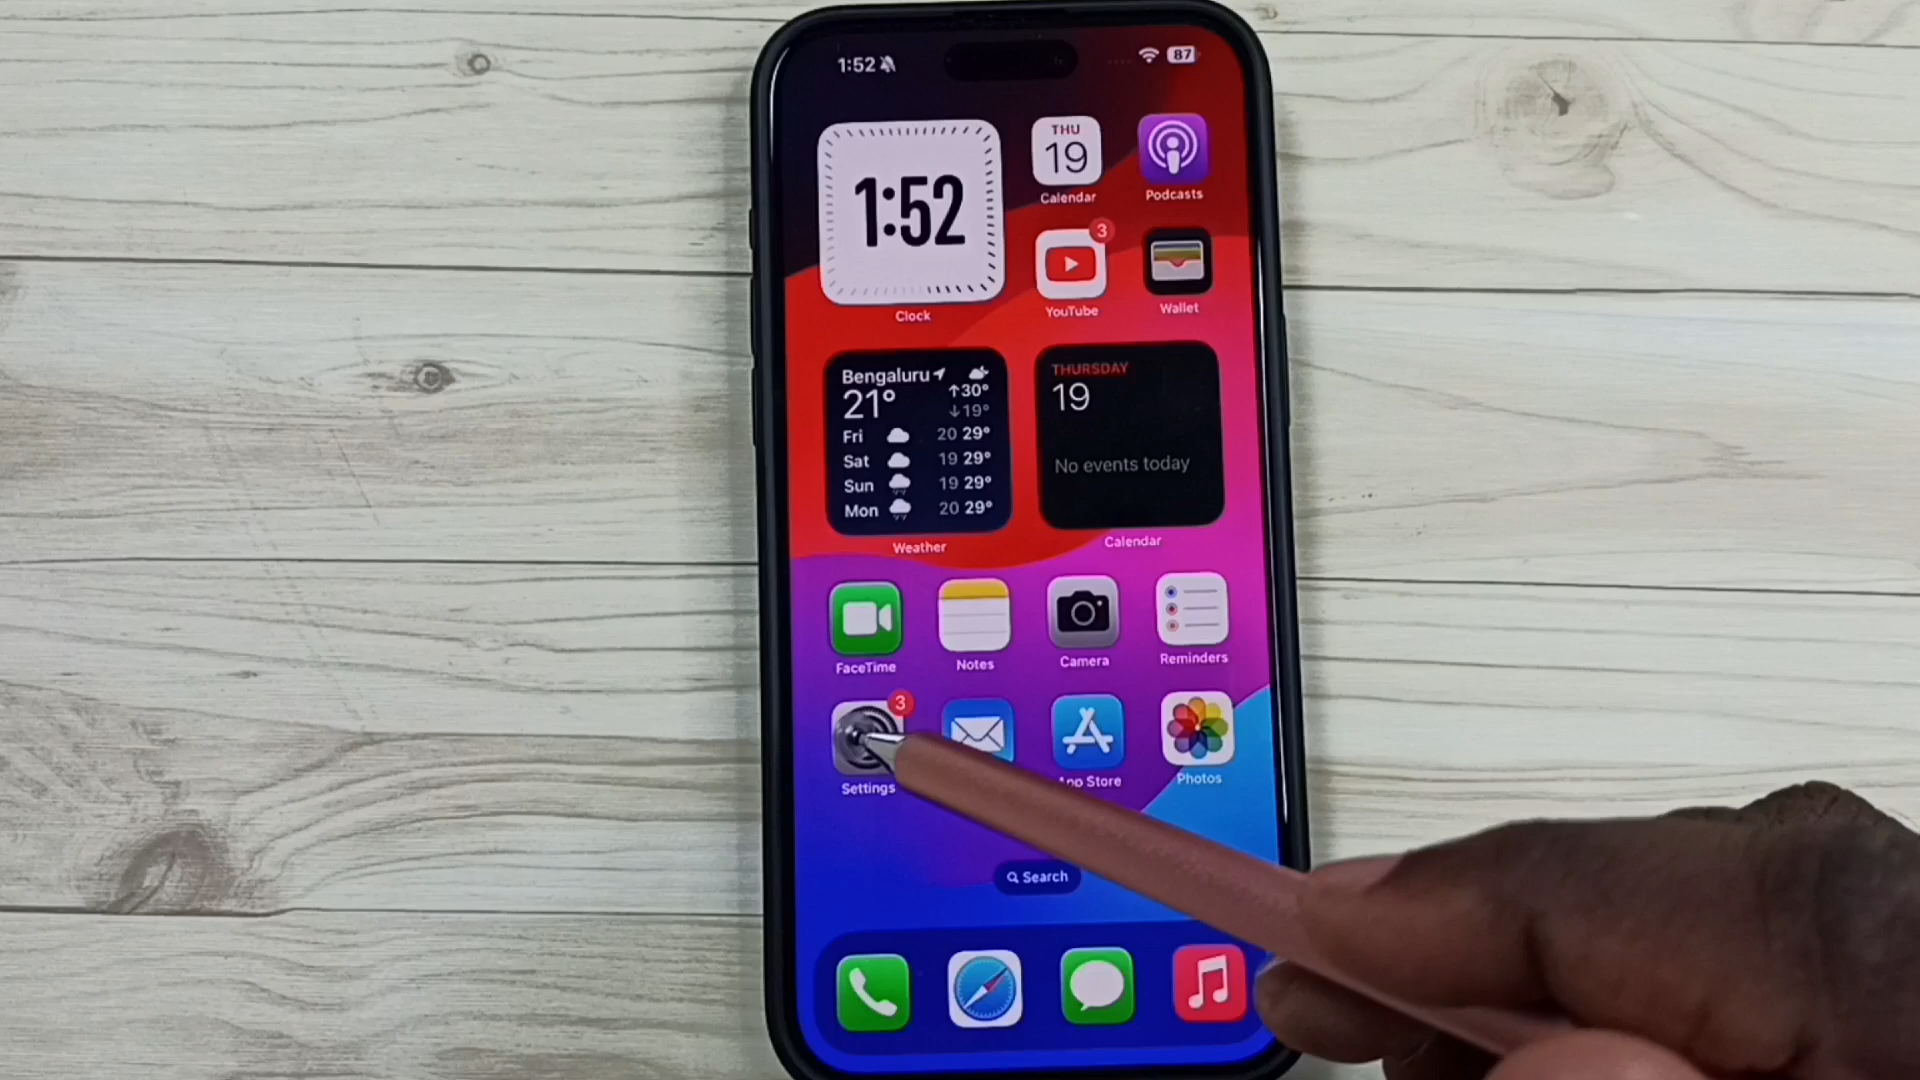 1:52
87
1:52
Clock
THU
19
Calendar
Podcasts
3
YouTube
Wallet
Bengaluru
21°
↑30°
↓19°
Fri 20 29°
Sat 19 29°
Sun 19 29°
Mon 20 29°
Weather
THURSDAY
19
No events today
Calendar
FaceTime
Notes
Camera
Reminders
3
Settings
App Store
Photos
Search